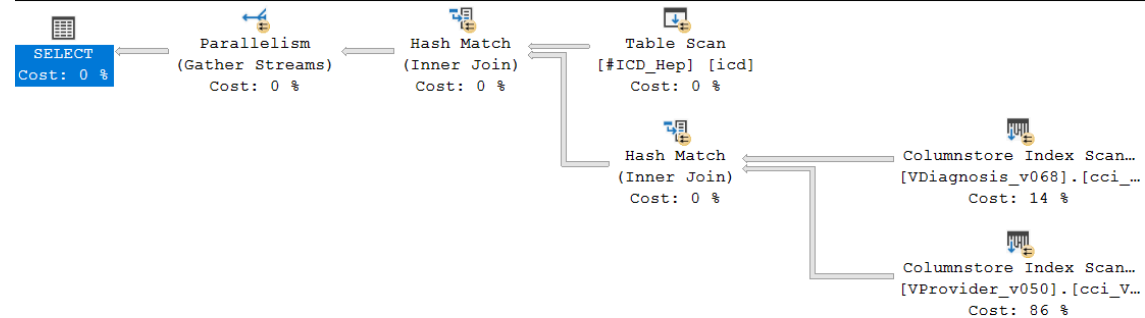 SELECT
Cost: 0 %
Parallelism
(Gather Streams)
Cost: 0 %
Hash Match
(Inner Join)
Cost: 0 %
Table Scan
[#ICD_Hep] [icd]
Cost: 0 %
Hash Match
(Inner Join)
Cost: 0 %
Columnstore Index Scan…
[VDiagnosis_v068].[cci_…
Cost: 14 %
Columnstore Index Scan…
[VProvider_v050].[cci_V…
Cost: 86 %